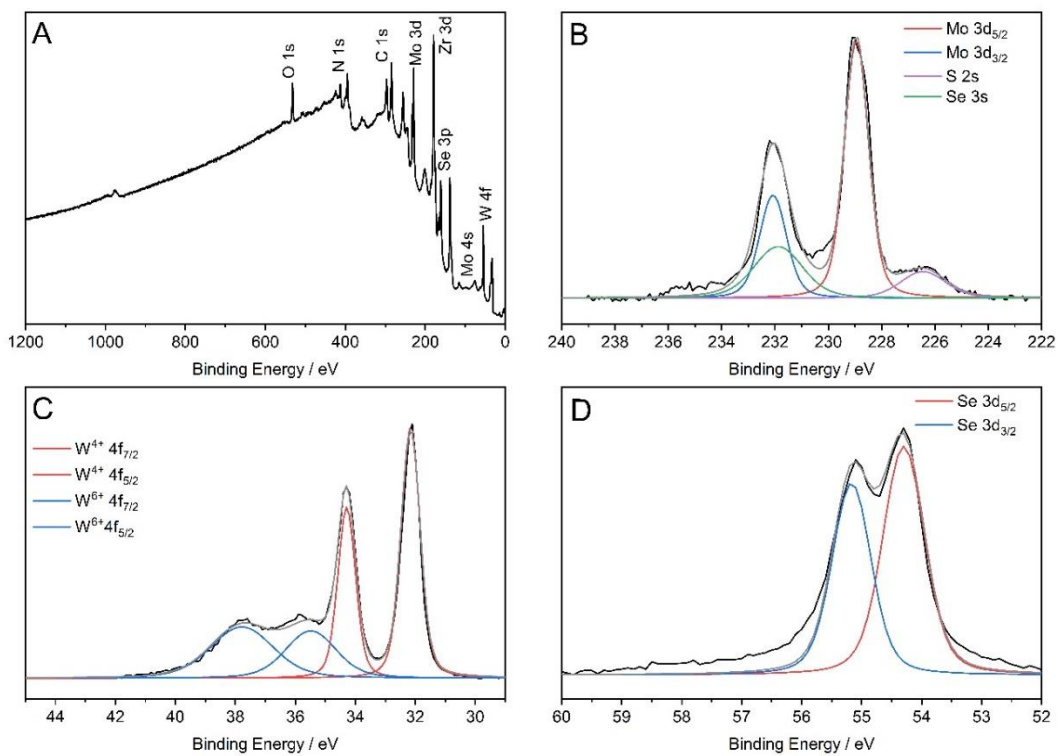 A
O 1s
N 1s
C 1s
Mo 3d
Zr 3d
Se 3p
Mo 4s
W 4f
1200 1000 800 600 400 200 0
Binding Energy / eV
B
Mo 3d₅/₂
Mo 3d₃/₂
S 2s
Se 3s
240 238 236 234 232 230 228 226 224 222
Binding Energy / eV
C
W⁴⁺ 4f₇/₂
W⁴⁺ 4f₅/₂
W⁶⁺ 4f₇/₂
W⁶⁺4f₅/₂
44 42 40 38 36 34 32 30
Binding Energy / eV
D
Se 3d₅/₂
Se 3d₃/₂
60 59 58 57 56 55 54 53 52
Binding Energy / eV